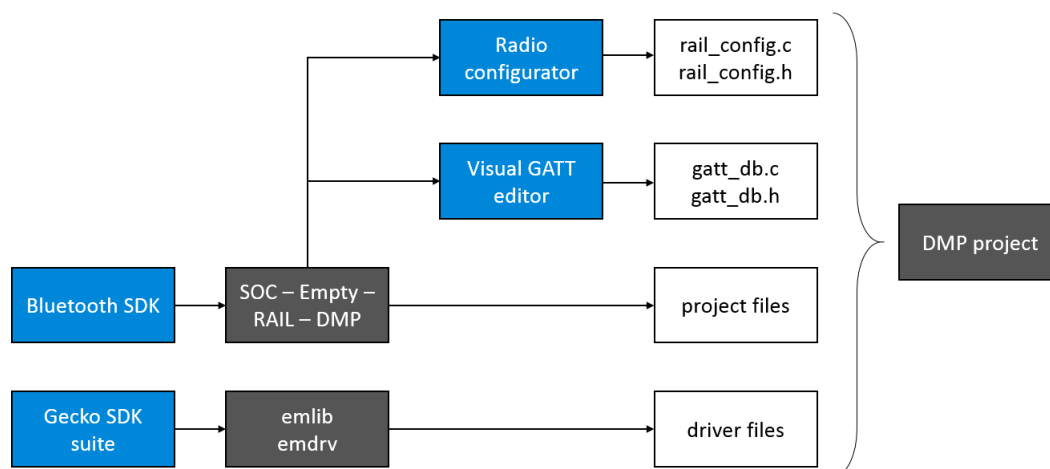 Radio
configurator
rail_config.c
rail_config.h
Visual GATT
editor
gatt_db.c
gatt_db.h
DMP project
Bluetooth SDK
SOC – Empty –
RAIL – DMP
project files
Gecko SDK
suite
emlib
emdrv
driver files